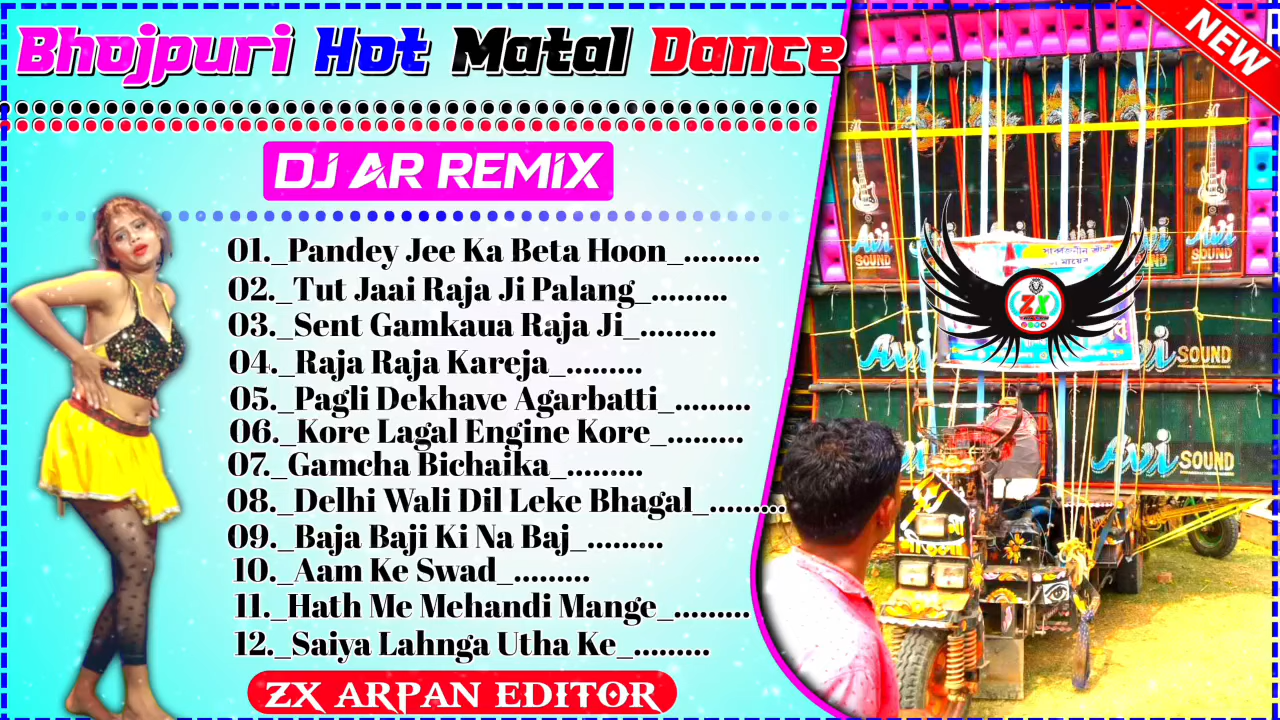 Bhojpuri Hot Matal Dance
NEW
DJ AR REMIX
01._Pandey Jee Ka Beta Hoon_.........
02._Tut Jaai Raja Ji Palang_.........
03._Sent Gamkaua Raja Ji_.........
04._Raja Raja Kareja_.........
05._Pagli Dekhave Agarbatti_.........
06._Kore Lagal Engine Kore_.........
07._Gamcha Bichaika_.........
08._Delhi Wali Dil Leke Bhagal_.........
09._Baja Baji Ki Na Baj_.........
10._Aam Ke Swad_.........
11._Hath Me Mehandi Mange_.........
12._Saiya Lahnga Utha Ke_.........
ZX ARPAN EDITOR
Avi SOUND
Avi SOUND
Avi SOUND
মায়ের
ZX
Avi
Avi SOUND
Avi SOUND